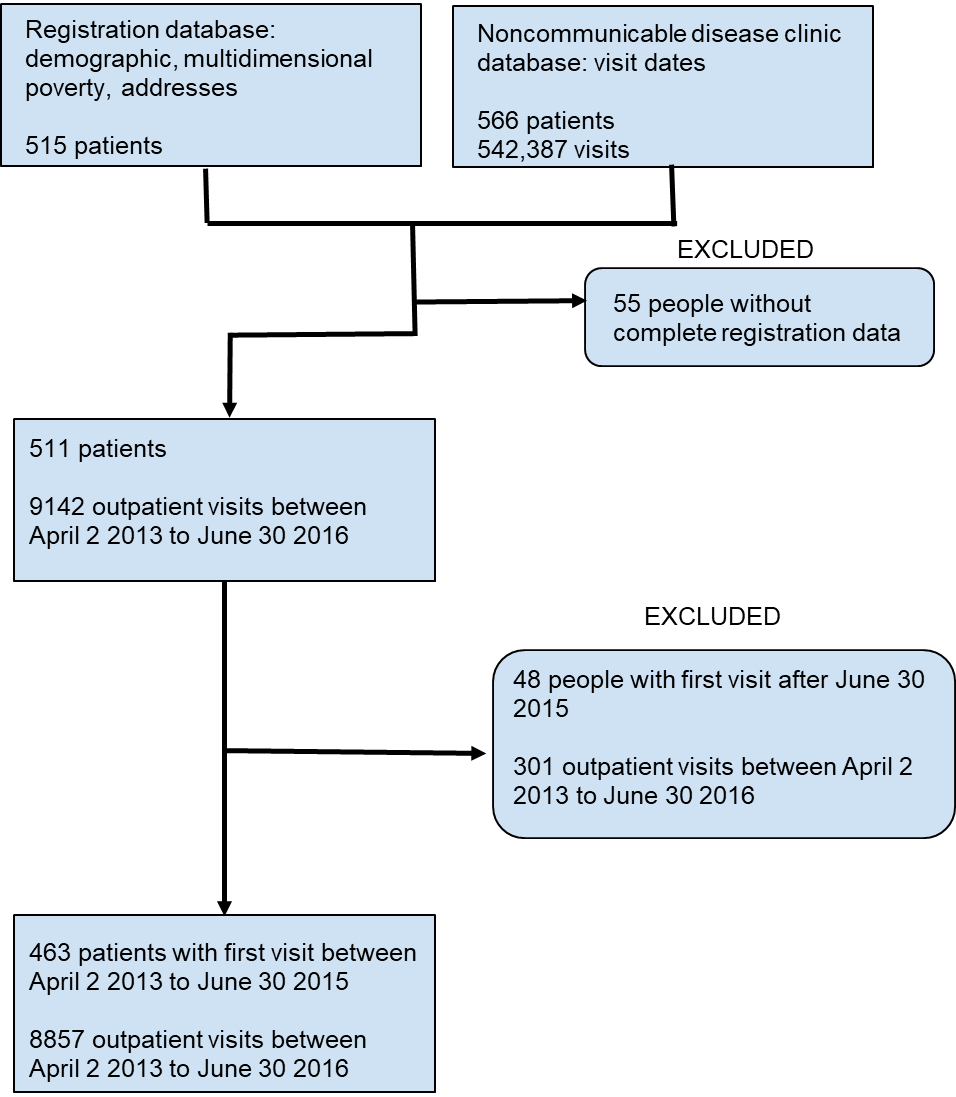 Registration database:
demographic, multidimensional
poverty, addresses
515 patients
Noncommunicable disease clinic
database: visit dates
566 patients
542,387 visits
EXCLUDED
55 people without
complete registration data
511 patients
9142 outpatient visits between
April 2 2013 to June 30 2016
EXCLUDED
48 people with first visit after June 30
2015
301 outpatient visits between April 2
2013 to June 30 2016
463 patients with first visit between
April 2 2013 to June 30 2015
8857 outpatient visits between
April 2 2013 to June 30 2016